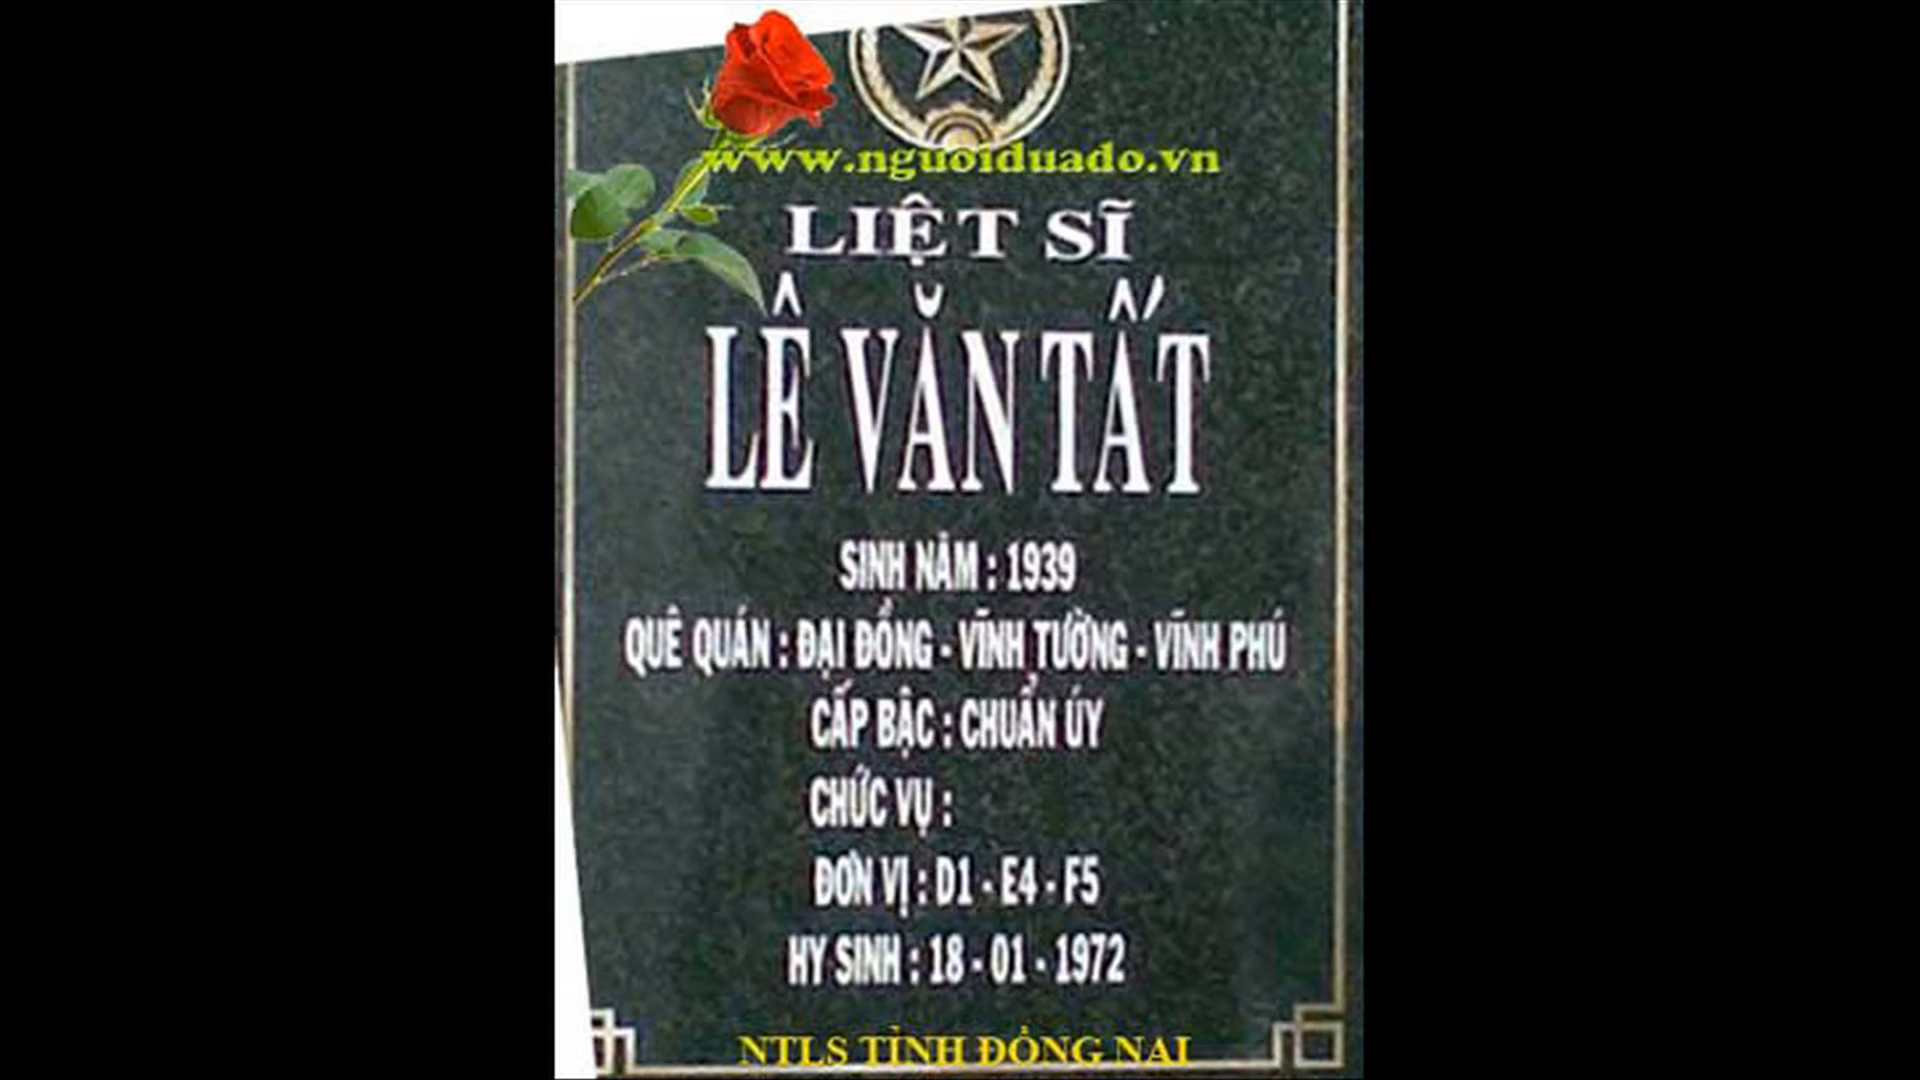 www.nguoiduado.vn
LIỆT SĨ
LÊ VĂN TẤT
SINH NĂM : 1939
QUÊ QUÁN : ĐẠI ĐỒNG - VĨNH TƯỜNG - VĨNH PHÚ
CẤP BẬC : CHUẨN ÚY
CHỨC VỤ :
ĐƠN VỊ : D1 - E4 - F5
HY SINH : 18 - 01 - 1972
NTLS TỈNH ĐỒNG NAI